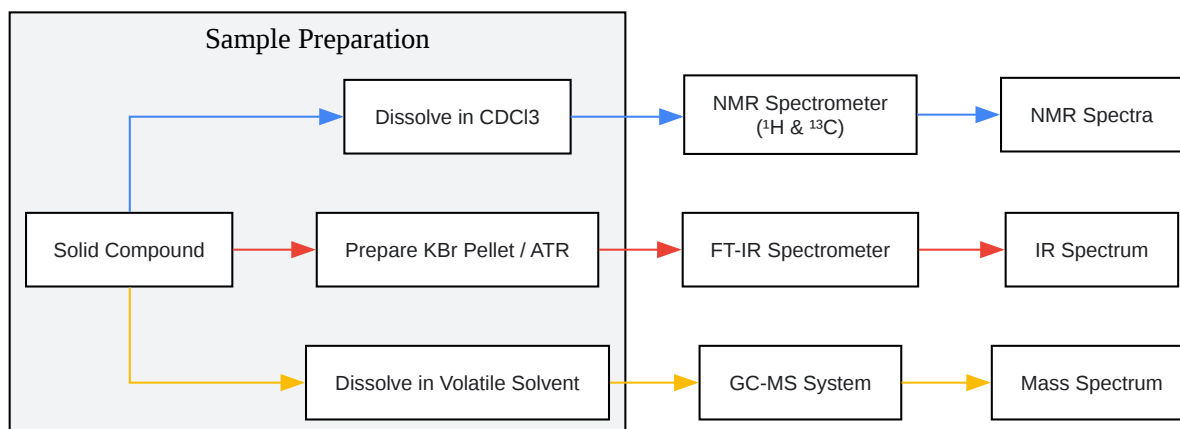 Sample Preparation
Dissolve in CDCl3
NMR Spectrometer
(¹H & ¹³C)
NMR Spectra
Solid Compound
Prepare KBr Pellet / ATR
FT-IR Spectrometer
IR Spectrum
Dissolve in Volatile Solvent
GC-MS System
Mass Spectrum